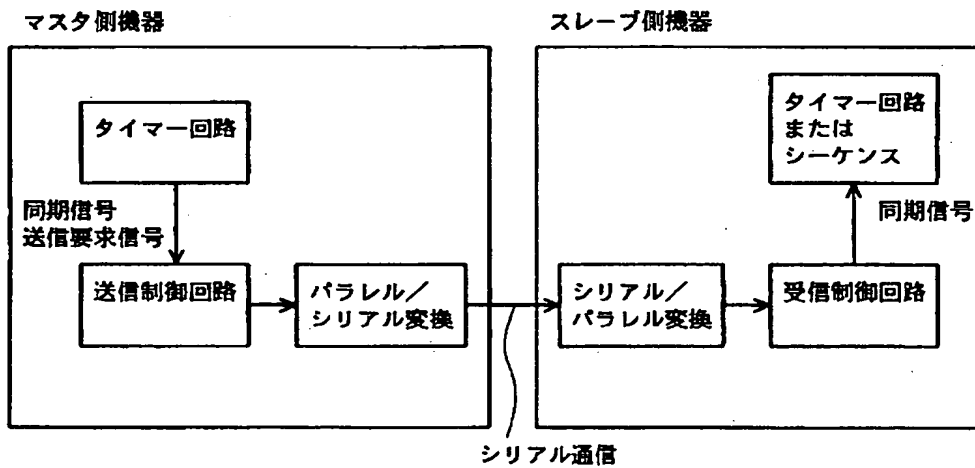 マスタ側機器
スレーブ側機器
タイマー回路
同期信号
送信要求信号
送信制御回路
パラレル／
シリアル変換
シリアル／
パラレル変換
タイマー回路
または
シーケンス
同期信号
受信制御回路
シリアル通信